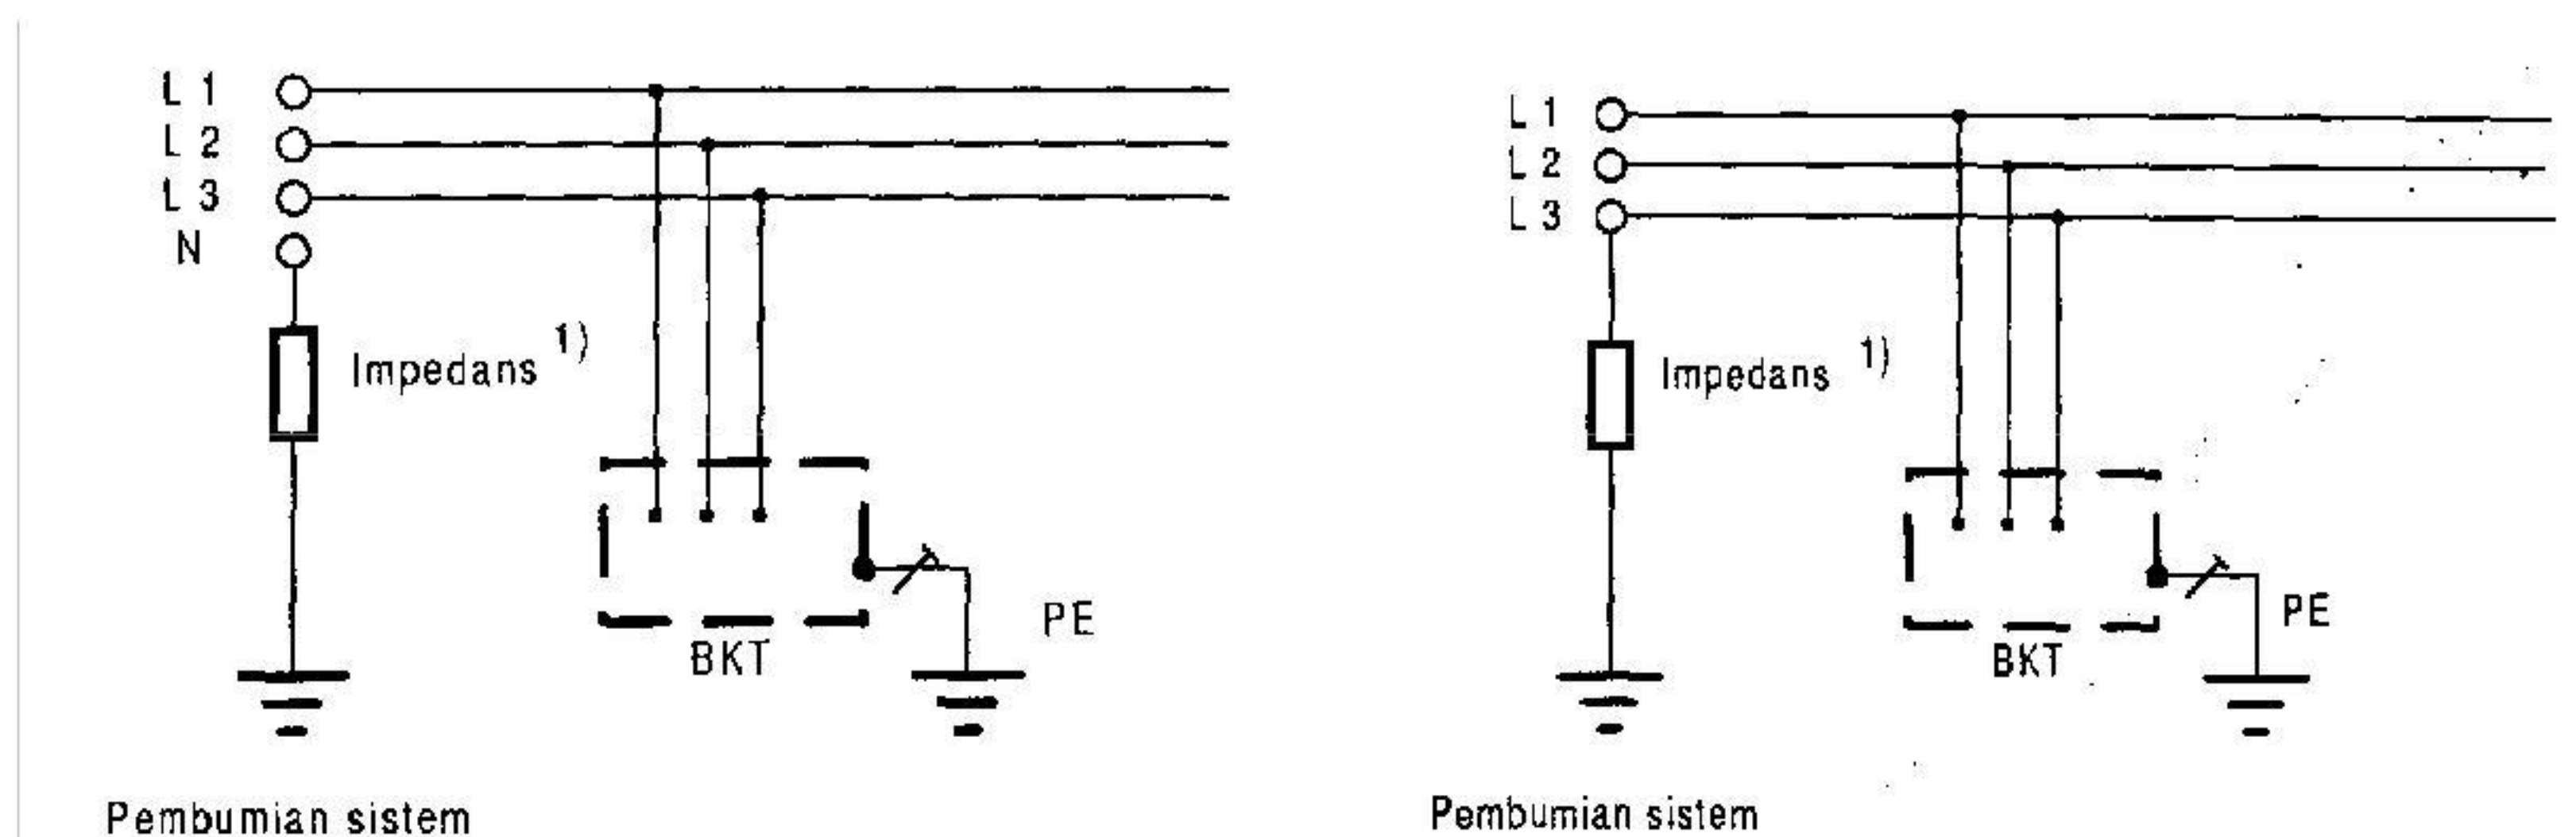 L 1
L 2
L 3
N
Impedans 1)
BKT
PE
Pembumian sistem
L 1
L 2
L 3
Impedans 1)
BKT
PE
Pembumian sistem